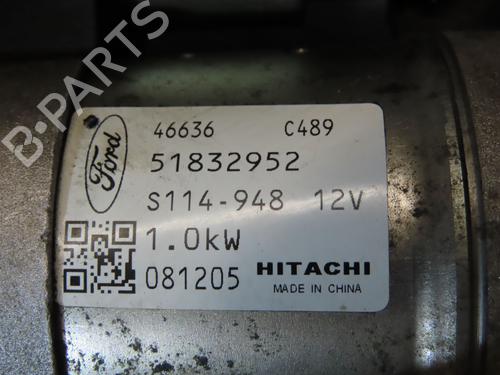 B-PARTS
Ford
46636 C489
51832952
S114-948 12V
1.0kW
081205 HITACHI
MADE IN CHINA